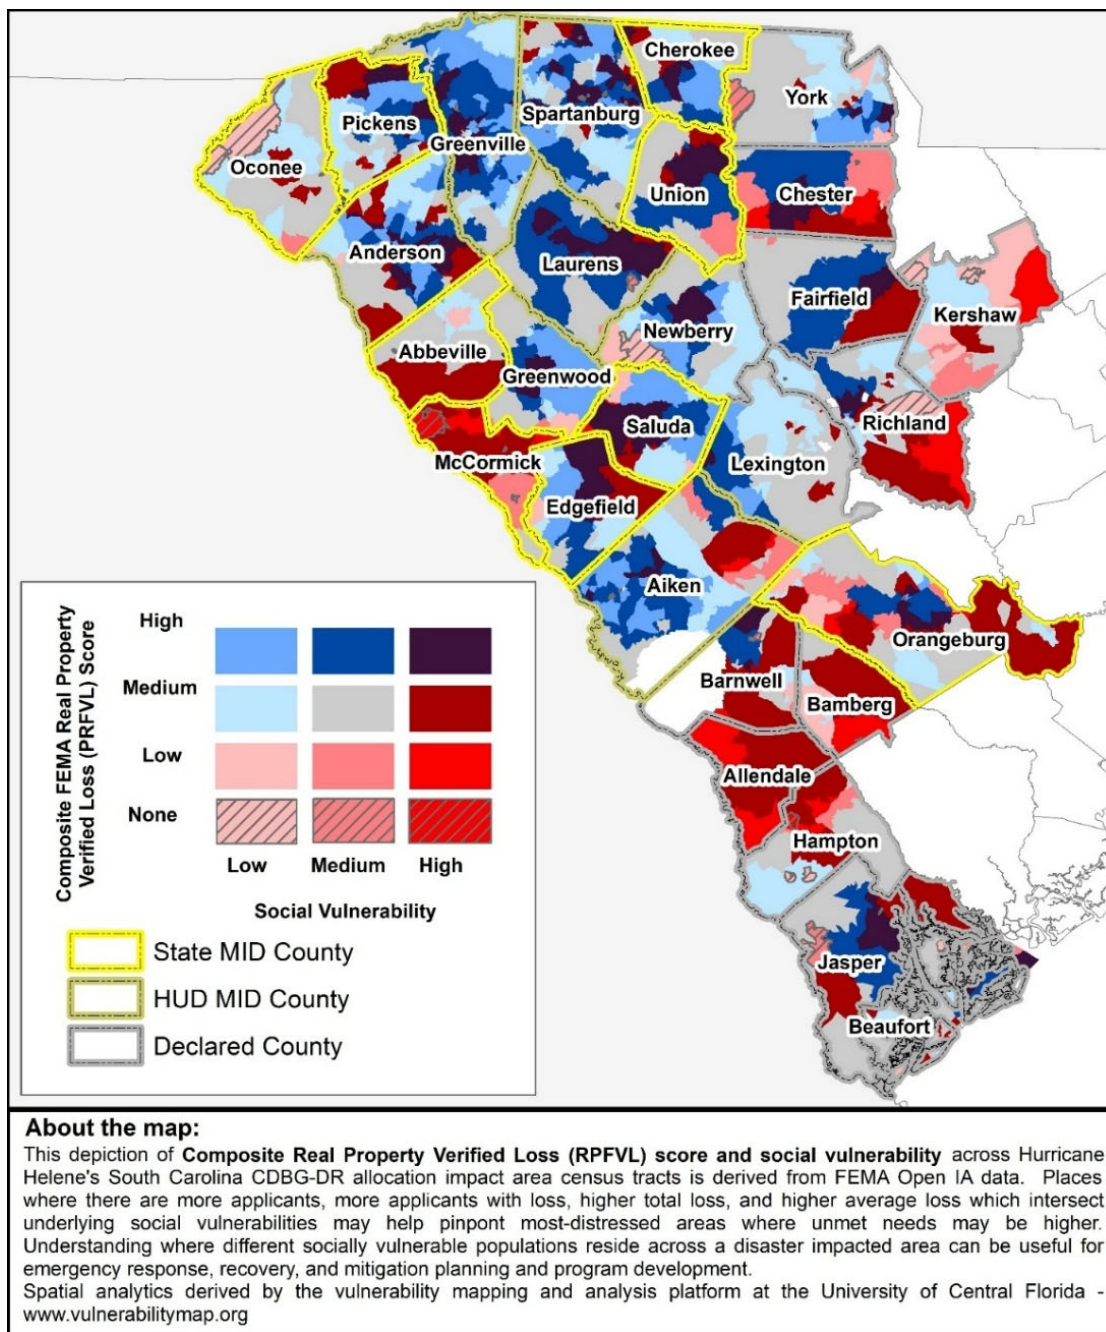 Cherokee
York
Spartanburg
Pickens
Greenville
Oconee
Union
Chester
Anderson
Laurens
Fairfield
Kershaw
Newberry
Abbeville
Greenwood
Richland
Saluda
McCormick
Lexington
Edgefield
Aiken
Orangeburg
Barnwell
Bamberg
Allendale
Hampton
Jasper
Beaufort
Composite FEMA Real Property
Verified Loss (PRFVL) Score
High
Medium
Low
None
Low Medium High
Social Vulnerability
State MID County
HUD MID County
Declared County
About the map:
This depiction of Composite Real Property Verified Loss (RPFVL) score and social vulnerability across Hurricane
Helene's South Carolina CDBG-DR allocation impact area census tracts is derived from FEMA Open IA data. Places
where there are more applicants, more applicants with loss, higher total loss, and higher average loss which intersect
underlying social vulnerabilities may help pinpont most-distressed areas where unmet needs may be higher.
Understanding where different socially vulnerable populations reside across a disaster impacted area can be useful for
emergency response, recovery, and mitigation planning and program development.
Spatial analytics derived by the vulnerability mapping and analysis platform at the University of Central Florida -
www.vulnerabilitymap.org